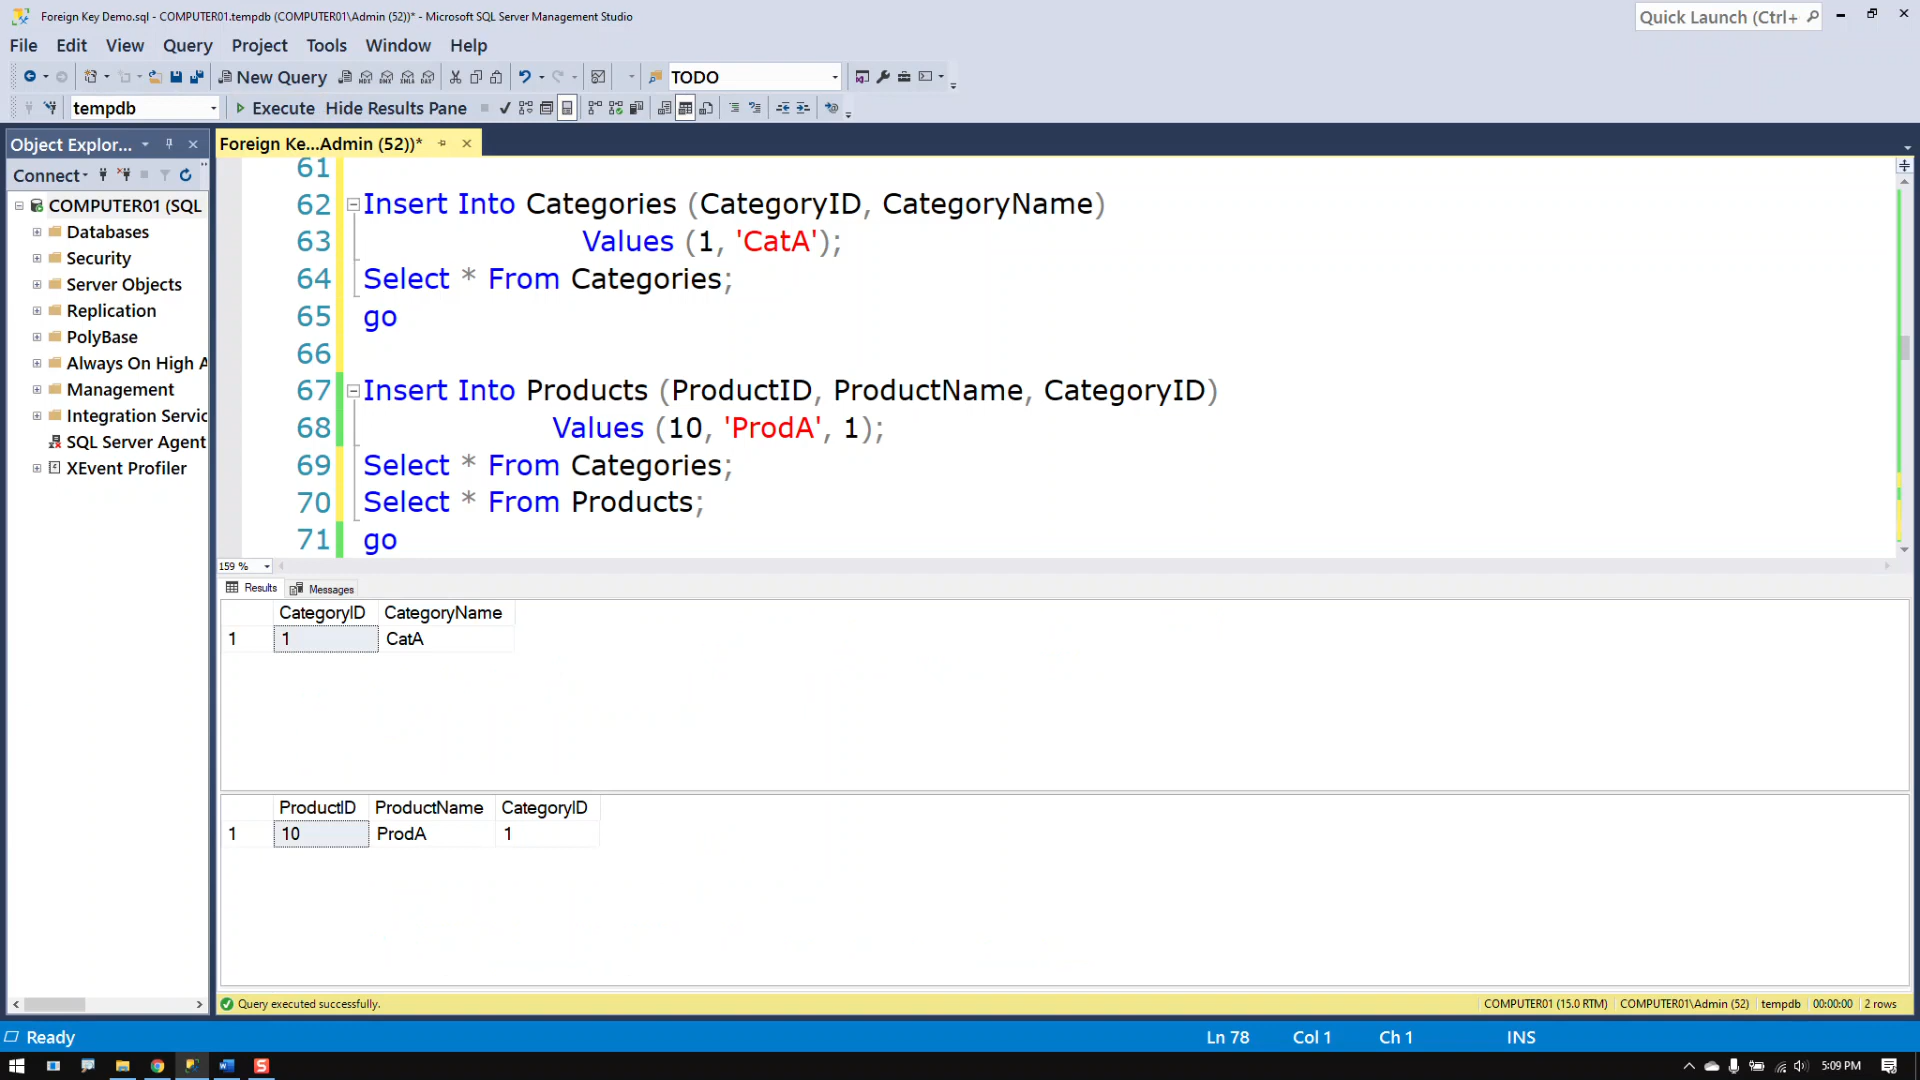 Foreign Key Demo.sql - COMPUTER01.tempdb (COMPUTER01\Admin (52))* - Microsoft SQL Server Management Studio
Quick Launch (Ctrl+
File Edit View Query Project Tools Window Help
New Query
TODO
tempdb
Execute Hide Results Pane
Object Explor...
Foreign Ke...Admin (52))*
Connect
COMPUTER01 (SQL
Databases
Security
Server Objects
Replication
PolyBase
Always On High A
Management
Integration Servic
SQL Server Agent
XEvent Profiler
61
62 Insert Into Categories (CategoryID, CategoryName)
63 Values (1, 'CatA');
64 Select * From Categories;
65 go
66
67 Insert Into Products (ProductID, ProductName, CategoryID)
68 Values (10, 'ProdA', 1);
69 Select * From Categories;
70 Select * From Products;
71 go
159 %
Results Messages
CategoryID CategoryName
1 1 CatA
ProductID ProductName CategoryID
1 10 ProdA 1
Query executed successfully.
COMPUTER01 (15.0 RTM) COMPUTER01\Admin (52) tempdb 00:00:00 2 rows
Ready
Ln 78 Col 1 Ch 1 INS
5:09 PM